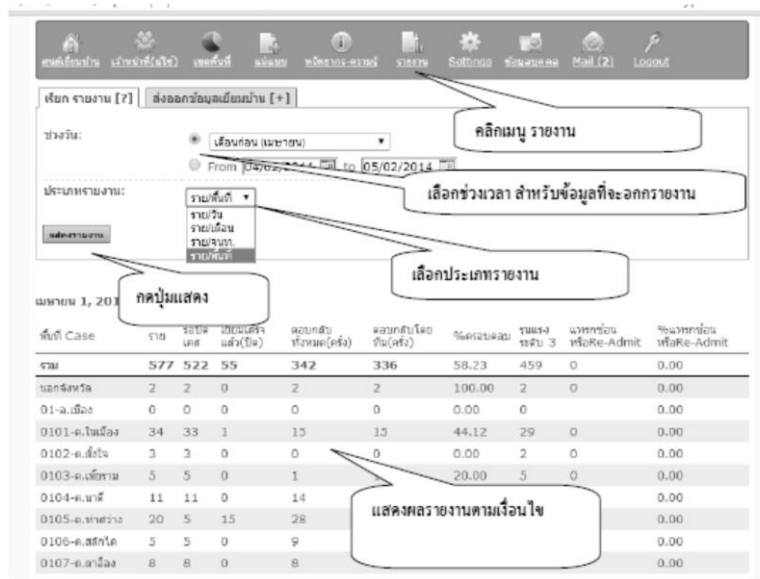 ศูนย์เยี่ยมบ้าน เจ้าหน้าที่(ผู้ใช้) เขตพื้นที่ แม่แบบ ทรัพยากร-ความรู้ รายงาน Settings ข้อมูลบุคคล Mail (2) Logout
เรียก รายงาน [?] ส่งออกข้อมูลเยี่ยมบ้าน [+]
คลิกเมนู รายงาน
ช่วงวัน:
เดือนก่อน (เมษายน)
From 04/02/2014 to 05/02/2014
เลือกช่วงเวลา สำหรับข้อมูลที่จะออกรายงาน
ประเภทรายงาน:
ราย/พื้นที่
ราย/วัน
ราย/เดือน
ราย/จนท.
ราย/พื้นที่
แสดงรายงาน
เลือกประเภทรายงาน
กดปุ่มแสดง
เมษายน 1, 201
พื้นที่ Case ราย รอปิดเคส เยี่ยมเสร็จแล้ว(ปิด) ตอบกลับทั้งหมด(ครั้ง) ตอบกลับโดยทีม(ครั้ง) %ครอบคลุม รุนแรงระดับ 3 แทรกซ้อนหรือRe-Admit %แทรกซ้อนหรือRe-Admit
รวม 577 522 55 342 336 58.23 459 0 0.00
นอกจังหวัด 2 2 0 2 2 100.00 2 0 0.00
01-อ.เมือง 0 0 0 0 0 0.00 0 0.00
0101-ต.ในเมือง 34 33 1 15 15 44.12 29 0 0.00
0102-ต.ตั้งใจ 3 3 0 0 0 0.00 2 0 0.00
0103-ต.เพี้ยราม 5 5 0 1 20.00 5 0 0.00
0104-ต.นาดี 11 11 0 14 0.00
แสดงผลรายงานตามเงื่อนไข
0105-ต.ท่าสว่าง 20 5 15 28 0.00
0106-ต.สลักได 5 5 0 9 0.00
0107-ต.ตาอ็อง 8 8 0 8 0.00